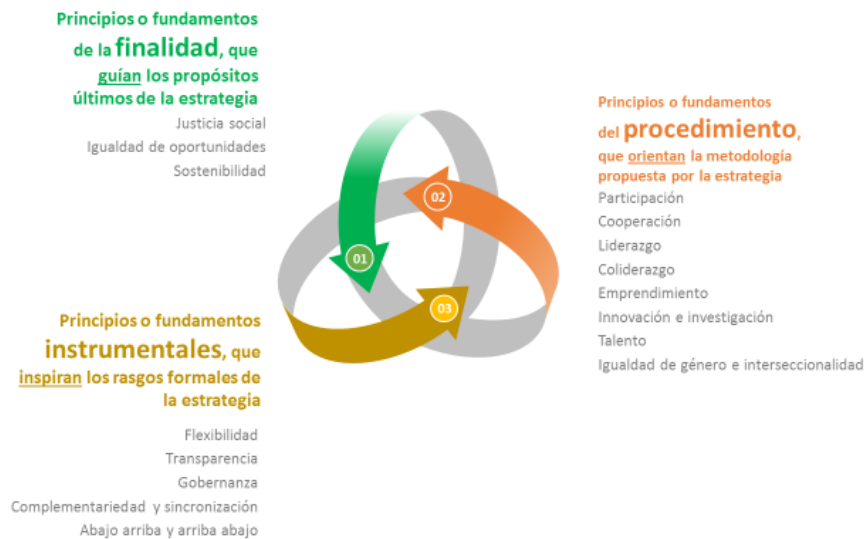 Principios o fundamentos
de la finalidad, que
guían los propósitos
últimos de la estrategia
Justicia social
Igualdad de oportunidades
Sostenibilidad
01
Principios o fundamentos
del procedimiento,
que orientan la metodología
propuesta por la estrategia
Participación
Cooperación
Liderazgo
Coliderazgo
Emprendimiento
Innovación e investigación
Talento
Igualdad de género e interseccionalidad
02
Principios o fundamentos
instrumentales, que
inspiran los rasgos formales de
la estrategia
Flexibilidad
Transparencia
Gobernanza
Complementariedad y sincronización
Abajo arriba y arriba abajo
03